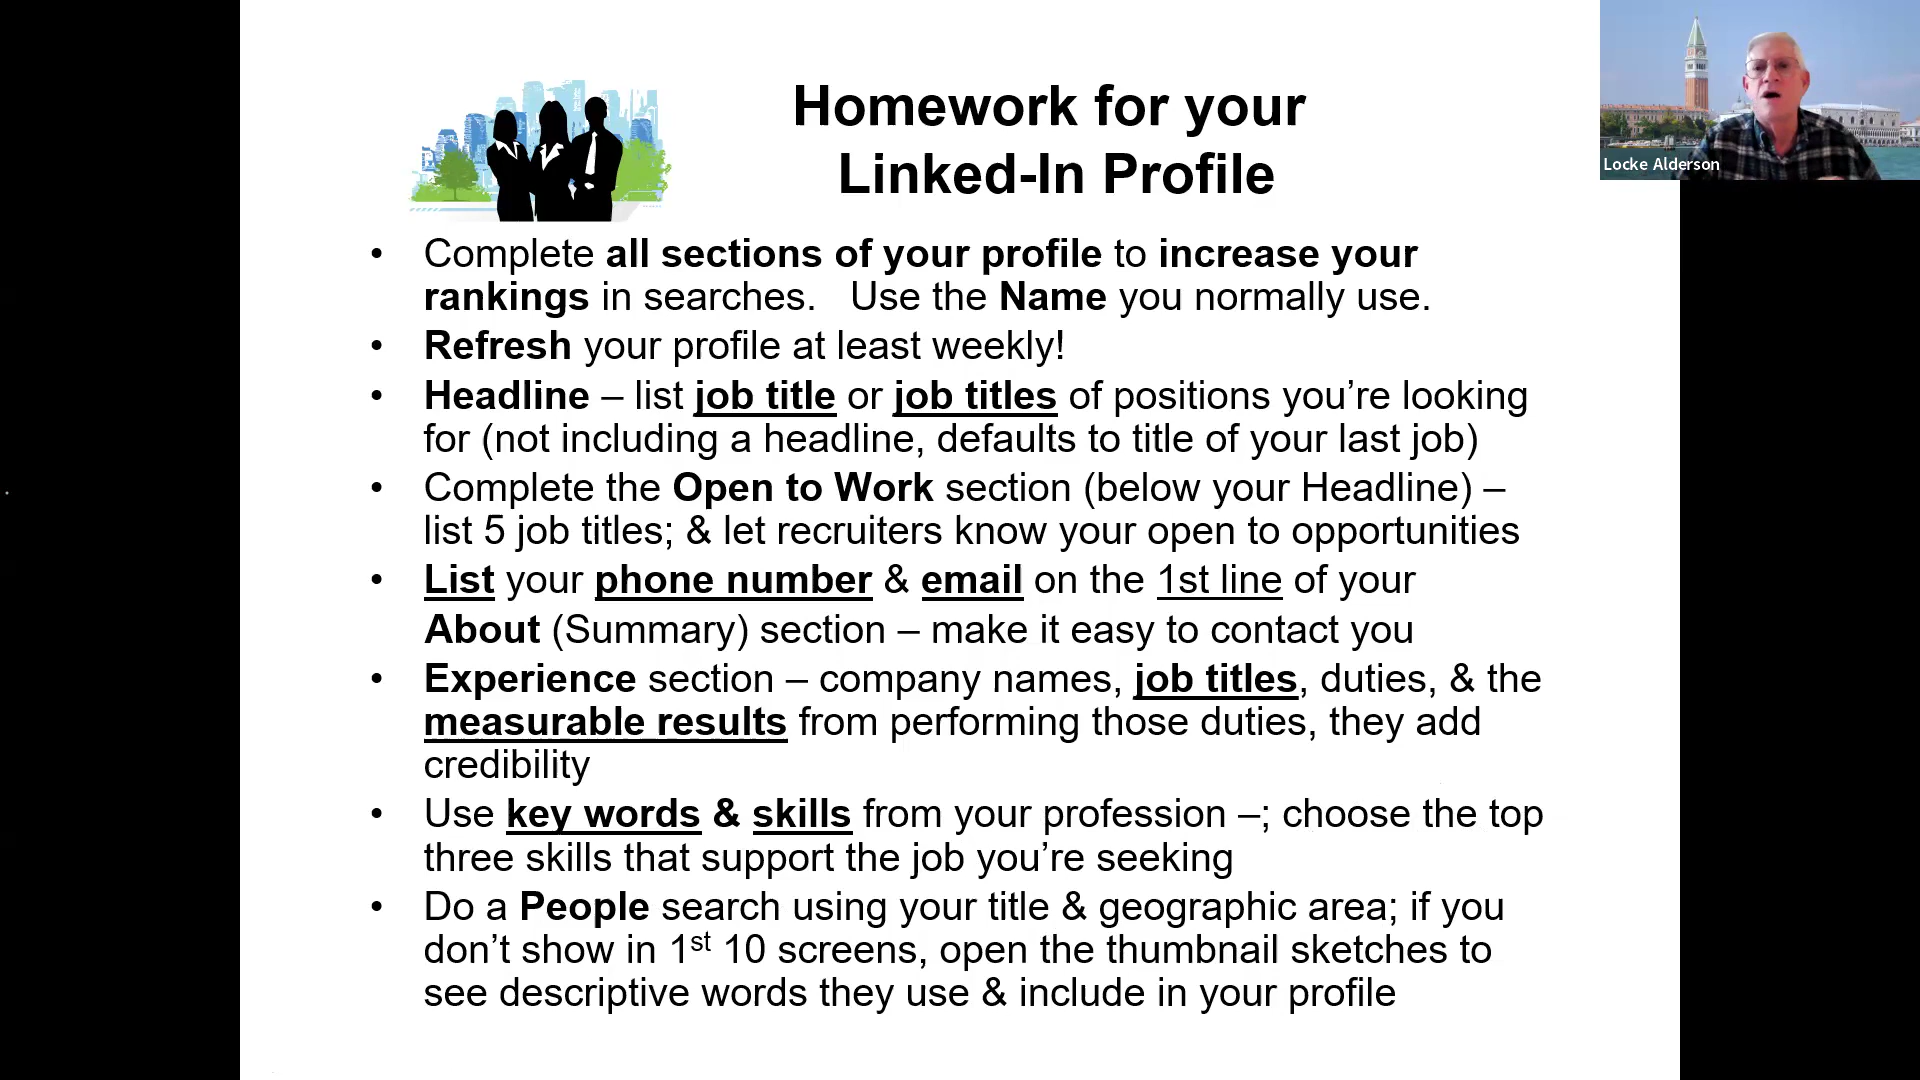 Homework for your
Linked-In Profile
Locke Alderson
• Complete all sections of your profile to increase your
rankings in searches.   Use the Name you normally use.
• Refresh your profile at least weekly!
• Headline – list job title or job titles of positions you’re looking
for (not including a headline, defaults to title of your last job)
• Complete the Open to Work section (below your Headline) –
list 5 job titles; & let recruiters know your open to opportunities
• List your phone number & email on the 1st line of your
About (Summary) section – make it easy to contact you
• Experience section – company names, job titles, duties, & the
measurable results from performing those duties, they add
credibility
• Use key words & skills from your profession –; choose the top
three skills that support the job you’re seeking
• Do a People search using your title & geographic area; if you
don’t show in 1st 10 screens, open the thumbnail sketches to
see descriptive words they use & include in your profile